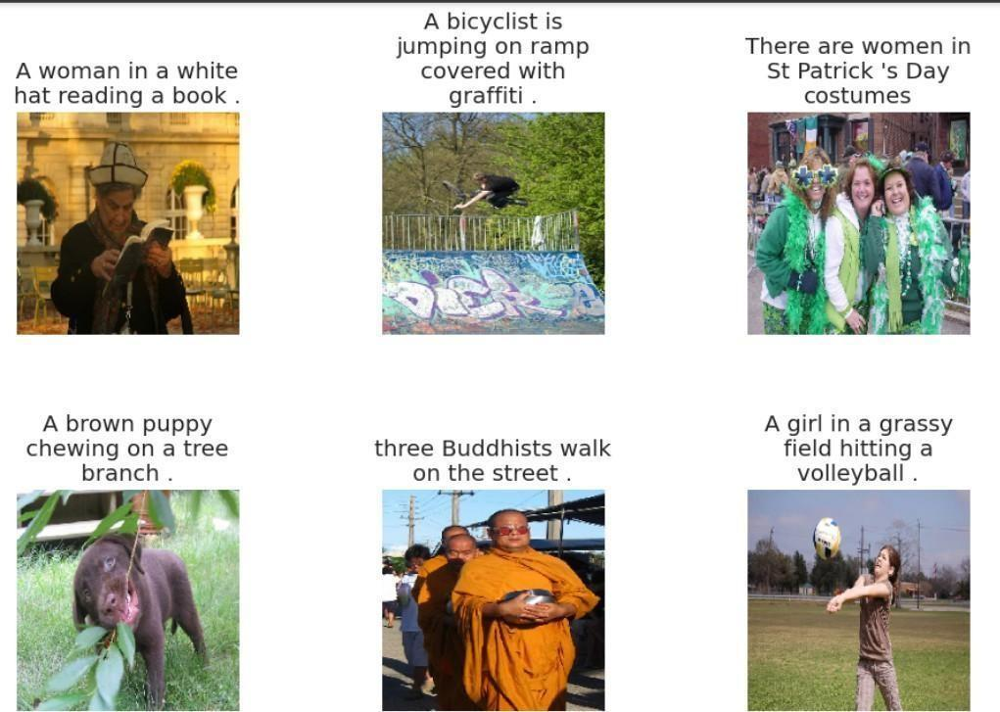 A woman in a white
hat reading a book .
A bicyclist is
jumping on ramp
covered with
graffiti .
There are women in
St Patrick 's Day
costumes
A brown puppy
chewing on a tree
branch .
three Buddhists walk
on the street .
A girl in a grassy
field hitting a
volleyball .